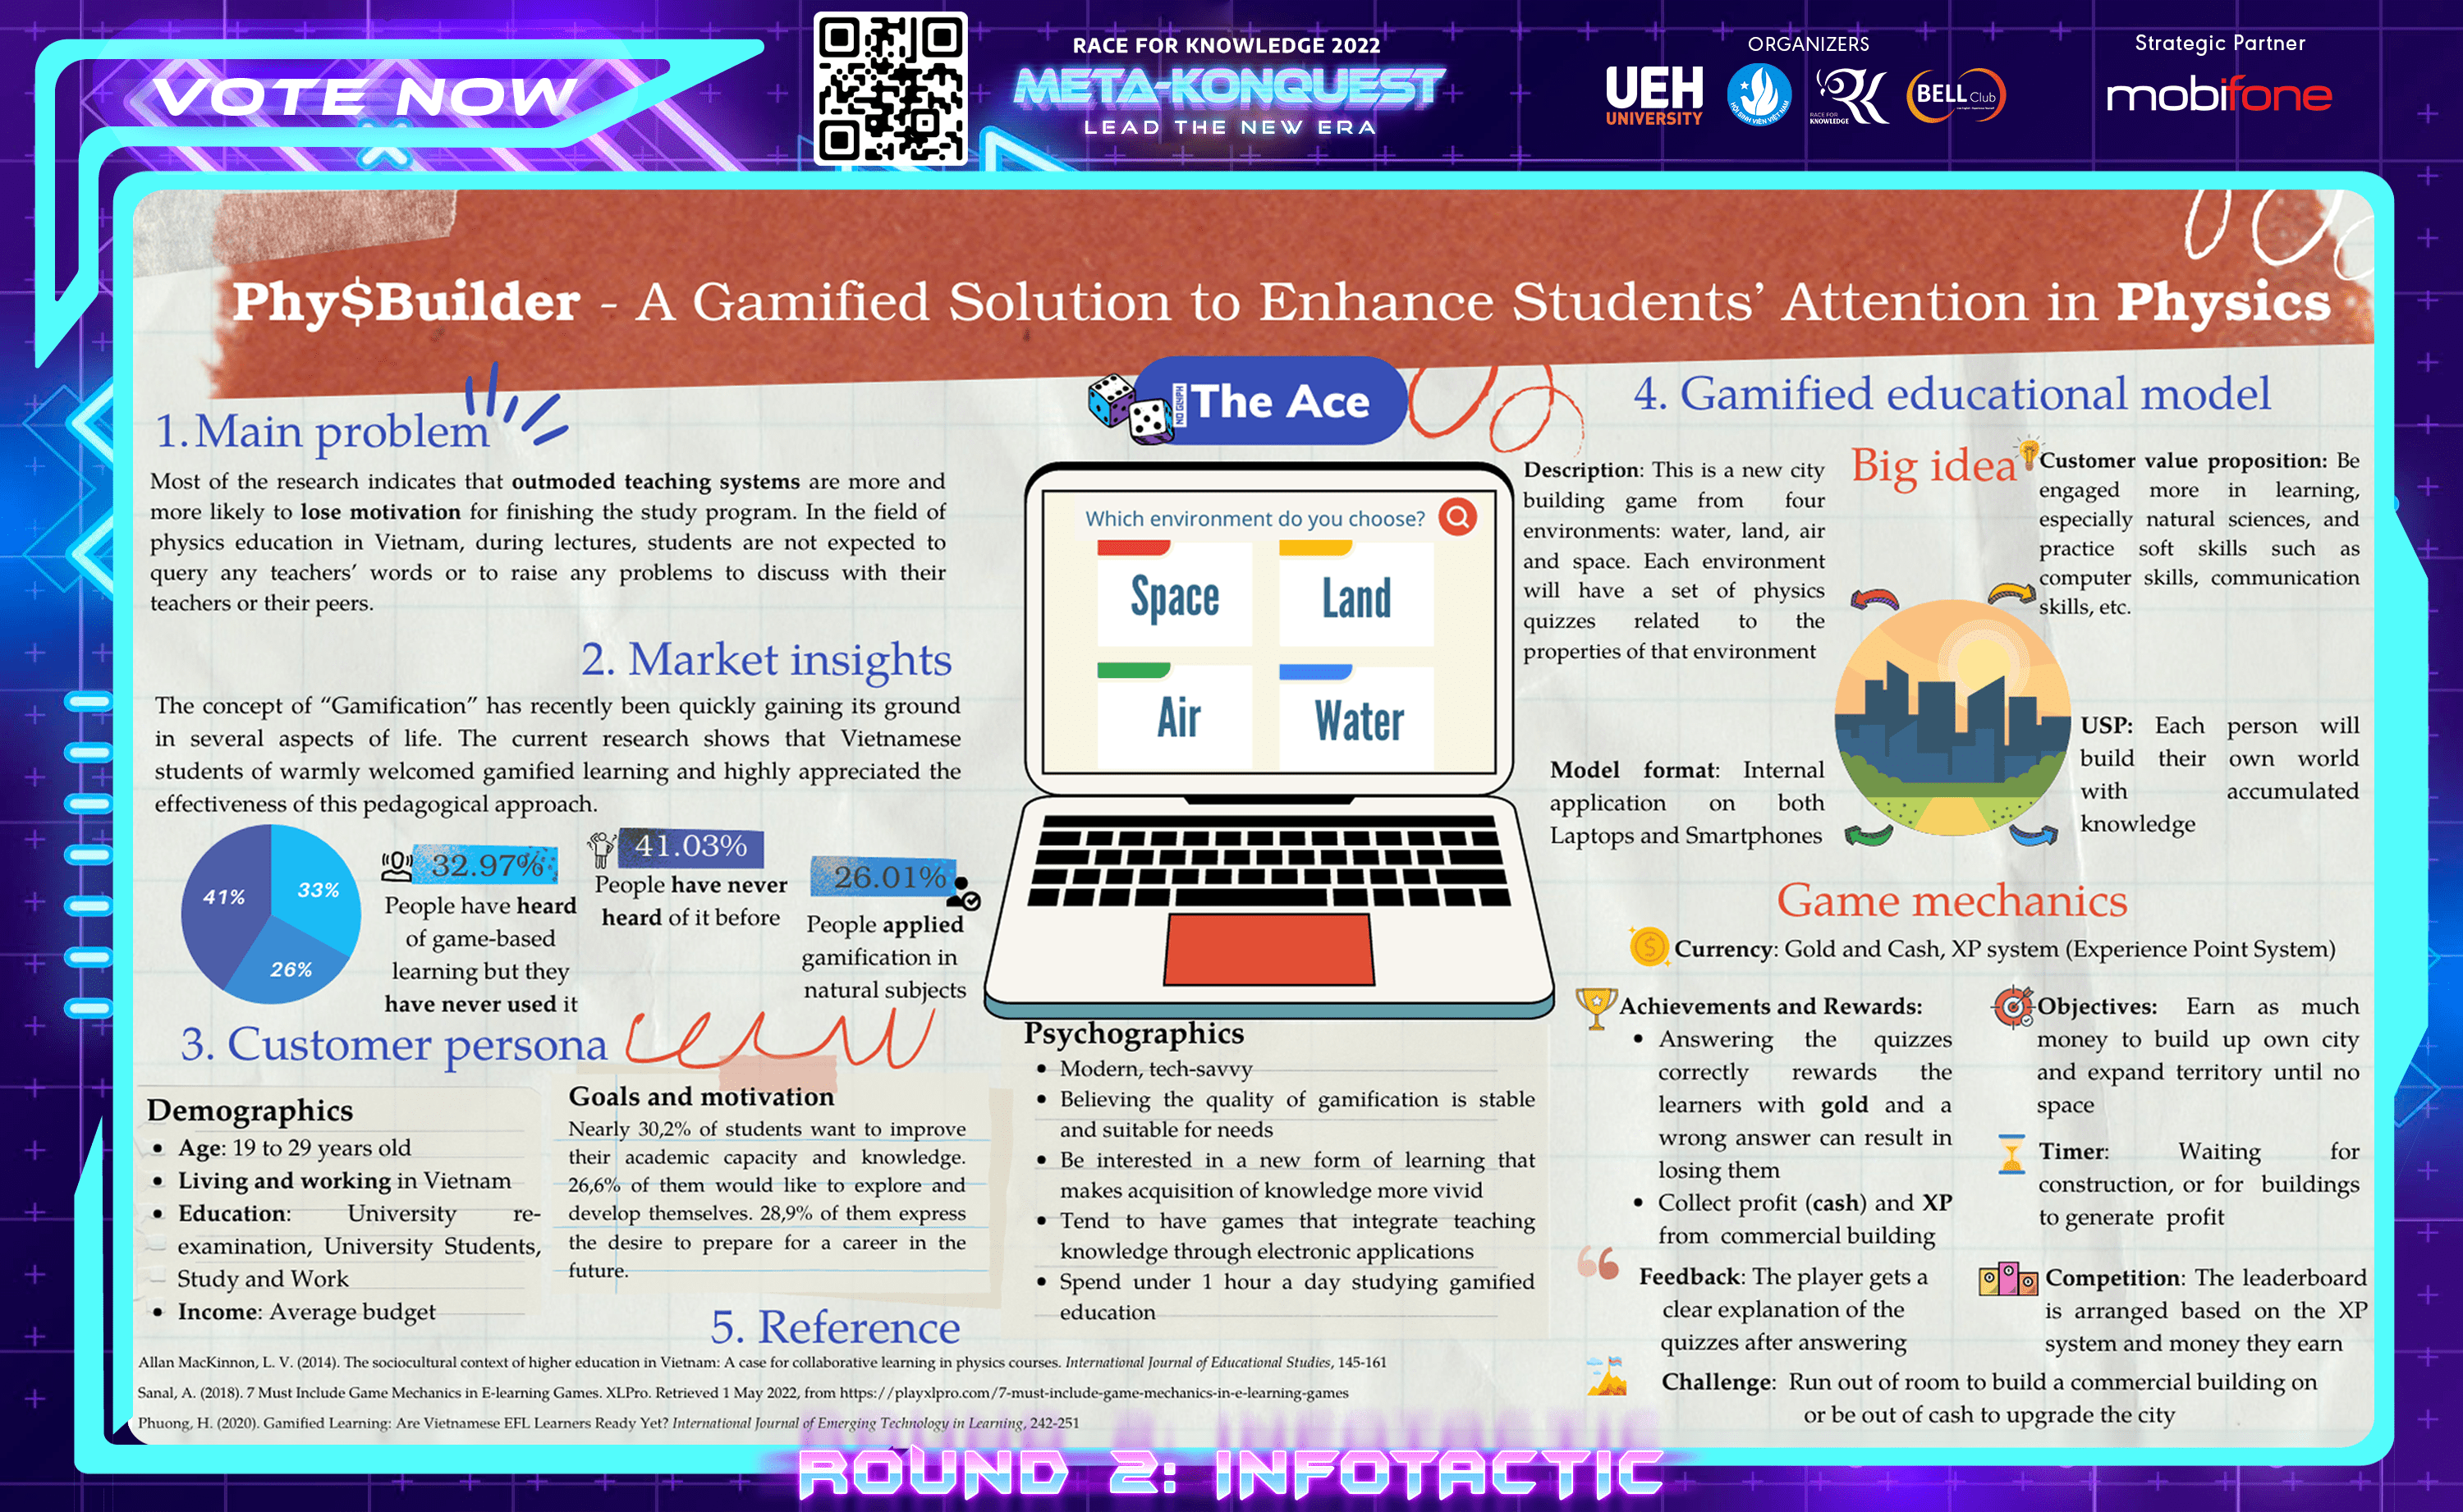 VOTE NOW
RACE FOR KNOWLEDGE 2022
META-KONQUEST
LEAD THE NEW ERA
ORGANIZERS
UEH
UNIVERSITY
HỘI SINH VIÊN VIỆT NAM
RK
RACE FOR
KNOWLEDGE
BELL Club
Strategic Partner
mobifone
Phy$Builder - A Gamified Solution to Enhance Students’ Attention in Physics
NO GLYPH
The Ace
1. Main problem
Most of the research indicates that outmoded teaching systems are more and
more likely to lose motivation for finishing the study program. In the field of
physics education in Vietnam, during lectures, students are not expected to
query any teachers’ words or to raise any problems to discuss with their
teachers or their peers.
2. Market insights
The concept of “Gamification” has recently been quickly gaining its ground
in several aspects of life. The current research shows that Vietnamese
students of warmly welcomed gamified learning and highly appreciated the
effectiveness of this pedagogical approach.
41%
33%
26%
32.97%
People have heard
of game-based
learning but they
have never used it
41.03%
People have never
heard of it before
26.01%
People applied
gamification in
natural subjects
3. Customer persona
Demographics
• Age: 19 to 29 years old
• Living and working in Vietnam
• Education: University re-
examination, University Students,
Study and Work
• Income: Average budget
Goals and motivation
Nearly 30,2% of students want to improve
their academic capacity and knowledge.
26,6% of them would like to explore and
develop themselves. 28,9% of them express
the desire to prepare for a career in the
future.
Which environment do you choose?
Space
Land
Air
Water
Psychographics
• Modern, tech-savvy
• Believing the quality of gamification is stable
and suitable for needs
• Be interested in a new form of learning that
makes acquisition of knowledge more vivid
• Tend to have games that integrate teaching
knowledge through electronic applications
• Spend under 1 hour a day studying gamified
education
4. Gamified educational model
Big idea
Description: This is a new city
building game from four
environments: water, land, air
and space. Each environment
will have a set of physics
quizzes related to the
properties of that environment
Customer value proposition: Be
engaged more in learning,
especially natural sciences, and
practice soft skills such as
computer skills, communication
skills, etc.
Model format: Internal
application on both
Laptops and Smartphones
USP: Each person will
build their own world
with accumulated
knowledge
Game mechanics
Currency: Gold and Cash, XP system (Experience Point System)
Achievements and Rewards:
• Answering the quizzes
correctly rewards the
learners with gold and a
wrong answer can result in
losing them
• Collect profit (cash) and XP
from commercial building
Objectives: Earn as much
money to build up own city
and expand territory until no
space
Timer: Waiting for
construction, or for buildings
to generate profit
Feedback: The player gets a
clear explanation of the
quizzes after answering
Competition: The leaderboard
is arranged based on the XP
system and money they earn
Challenge: Run out of room to build a commercial building on
or be out of cash to upgrade the city
5. Reference
Allan MacKinnon, L. V. (2014). The sociocultural context of higher education in Vietnam: A case for collaborative learning in physics courses. International Journal of Educational Studies, 145-161
Sanal, A. (2018). 7 Must Include Game Mechanics in E-learning Games. XLPro. Retrieved 1 May 2022, from https://playxlpro.com/7-must-include-game-mechanics-in-e-learning-games
Phuong, H. (2020). Gamified Learning: Are Vietnamese EFL Learners Ready Yet? International Journal of Emerging Technology in Learning, 242-251
ROUND 2: INFOTACTIC